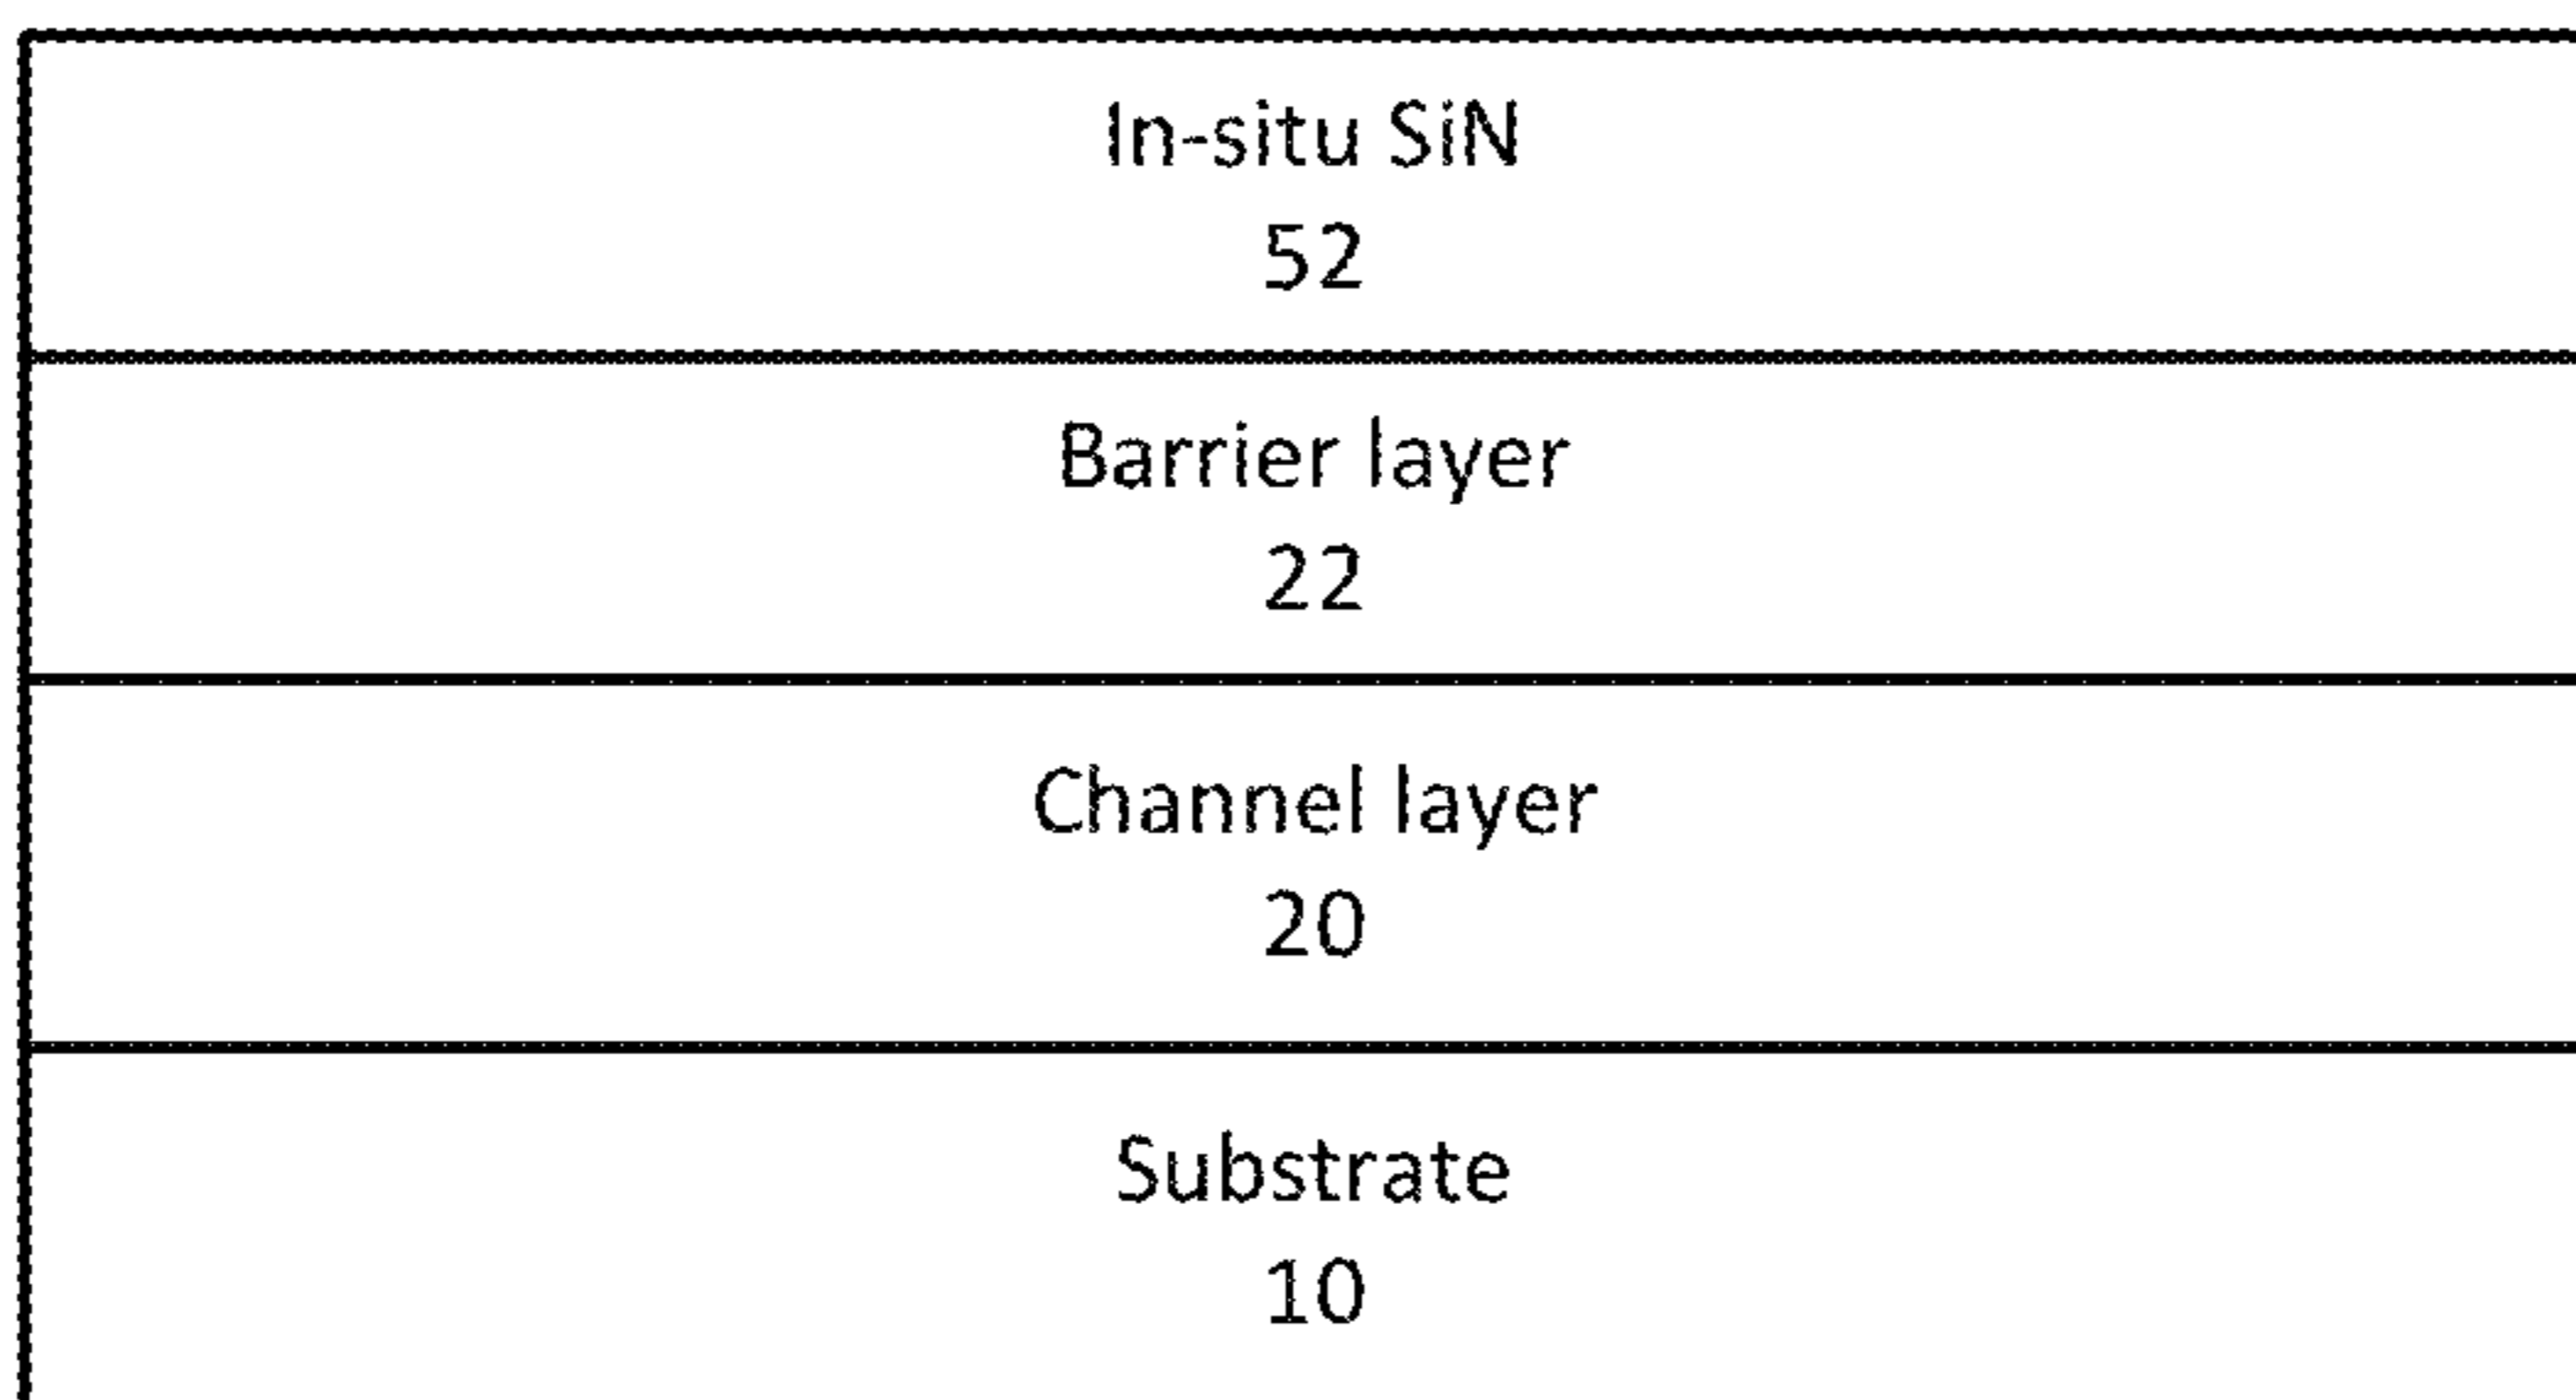 In-situ SiN
52
Barrier layer
22
Channel layer
20
Substrate
10